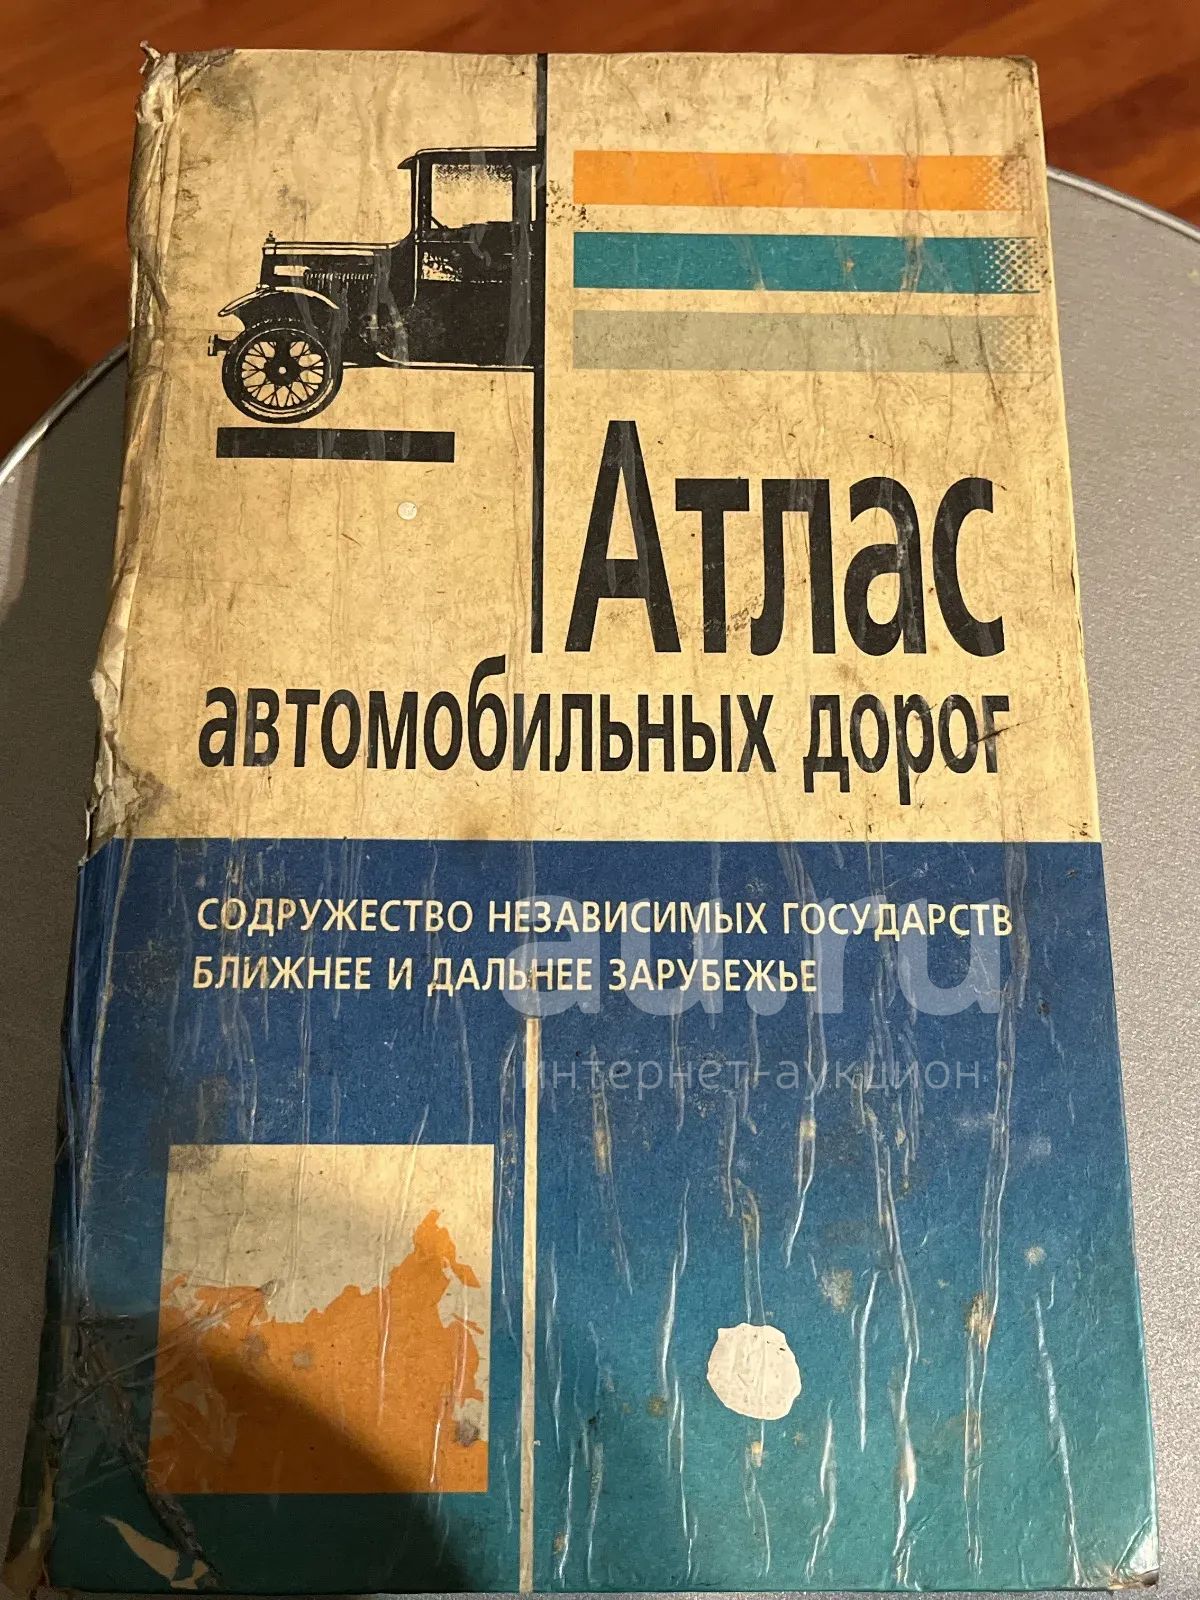 Атлас
автомобильных дорог
СОДРУЖЕСТВО НЕЗАВИСИМЫХ ГОСУДАРСТВ
БЛИЖНЕЕ И ДАЛЬНЕЕ ЗАРУБЕЖЬЕ
au.ru
интернет-аукцион